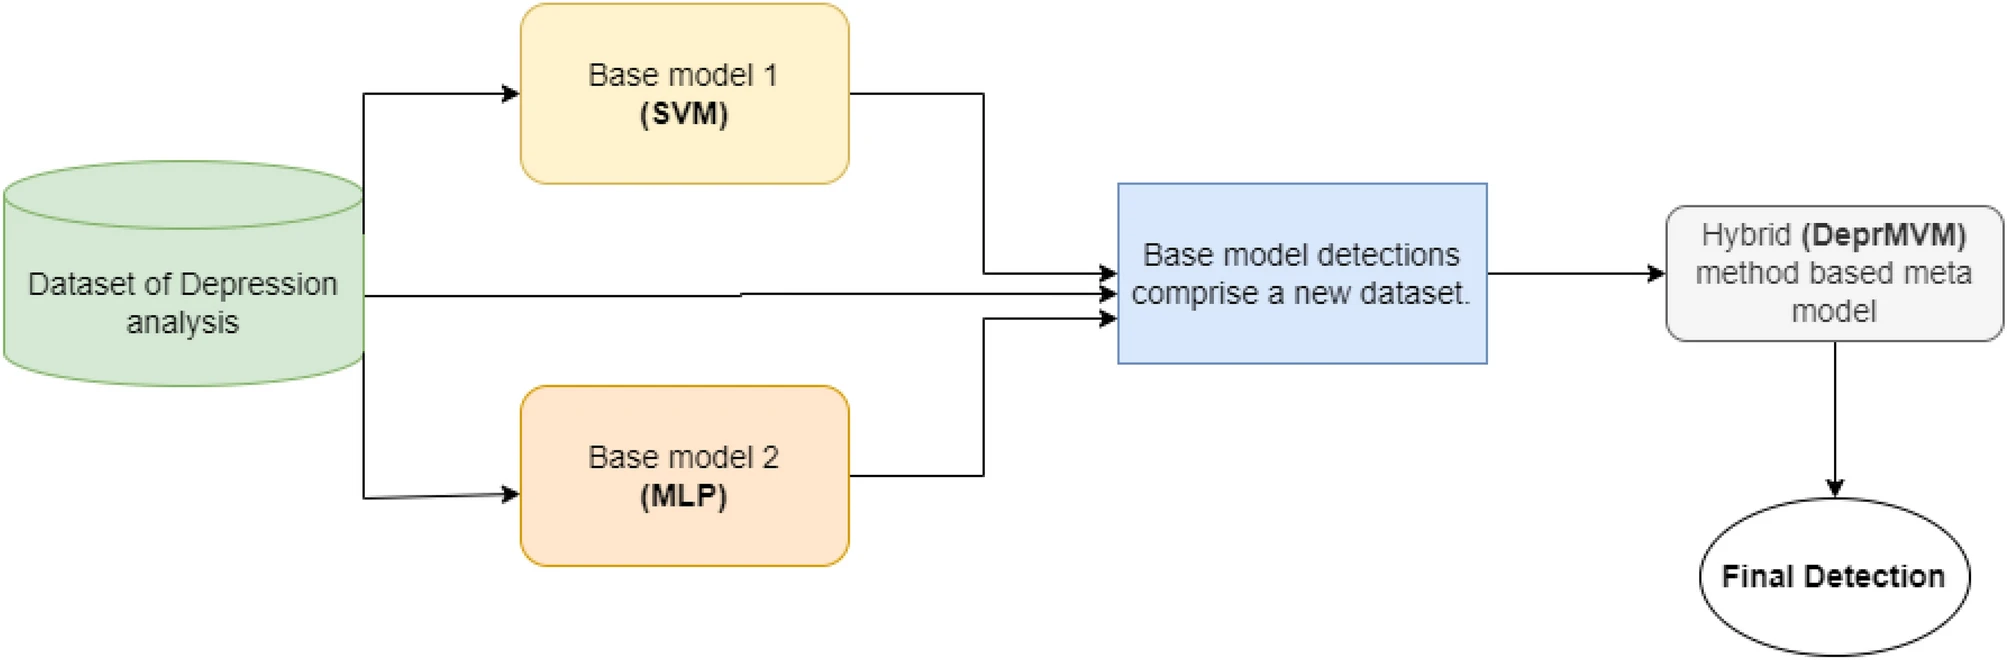 Base model 1
(SVM)
Dataset of Depression
analysis
Base model 2
(MLP)
Base model detections
comprise a new dataset.
Hybrid (DeprMVM)
method based meta
model
Final Detection